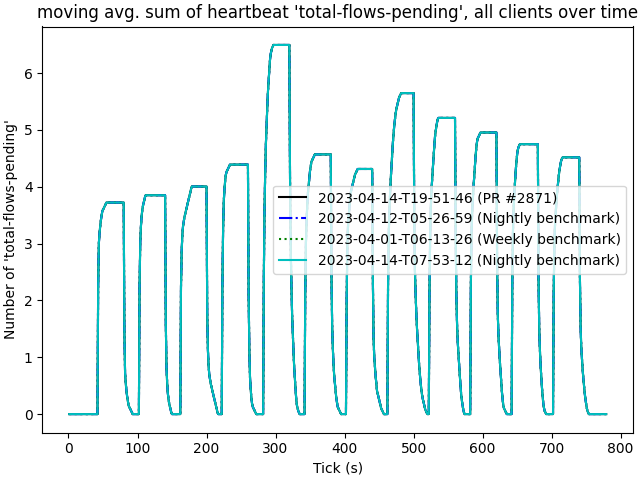 moving avg. sum of heartbeat 'total-flows-pending', all clients over time
Number of 'total-flows-pending'
6
5
4
3
2
1
0
2023-04-14-T19-51-46 (PR #2871)
2023-04-12-T05-26-59 (Nightly benchmark)
2023-04-01-T06-13-26 (Weekly benchmark)
2023-04-14-T07-53-12 (Nightly benchmark)
0 100 200 300 400 500 600 700 800
Tick (s)